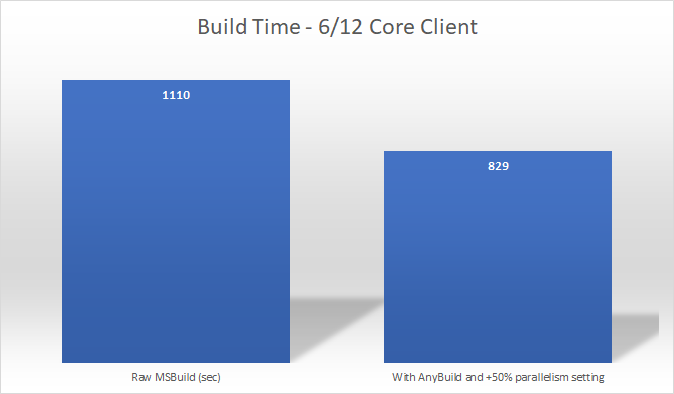 Build Time - 6/12 Core Client
1110
829
Raw MSBuild (sec)
With AnyBuild and +50% parallelism setting